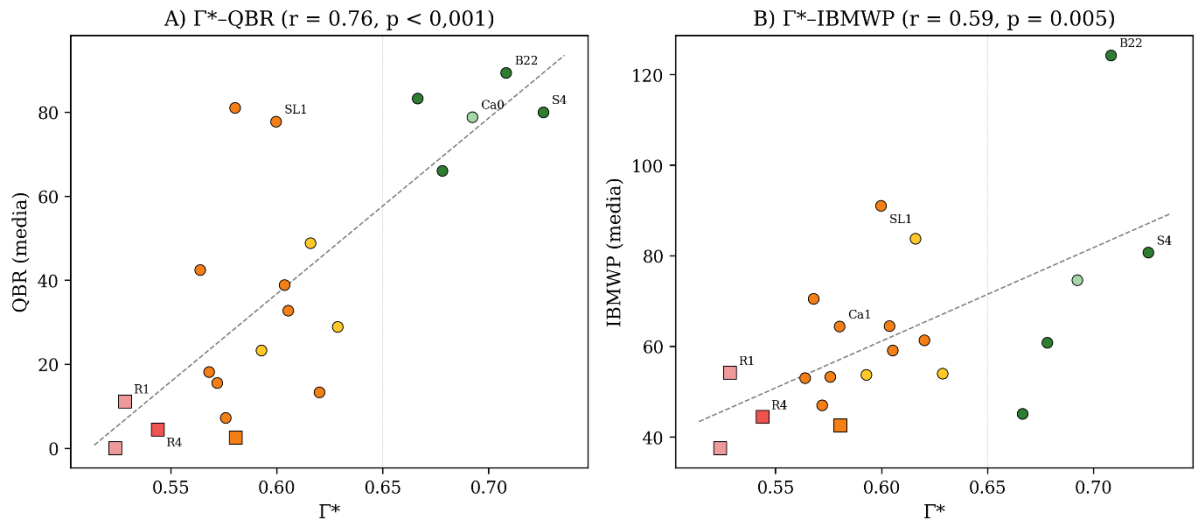 A) Γ*–QBR (r = 0.76, p < 0,001)
QBR (media)
80
60
40
20
0
B22
S4
Ca0
SL1
R1
R4
0.55
0.60
0.65
0.70
Γ*
B) Γ*–IBMWP (r = 0.59, p = 0.005)
IBMWP (media)
120
100
80
60
40
B22
S4
SL1
Ca1
R1
R4
0.55
0.60
0.65
0.70
Γ*